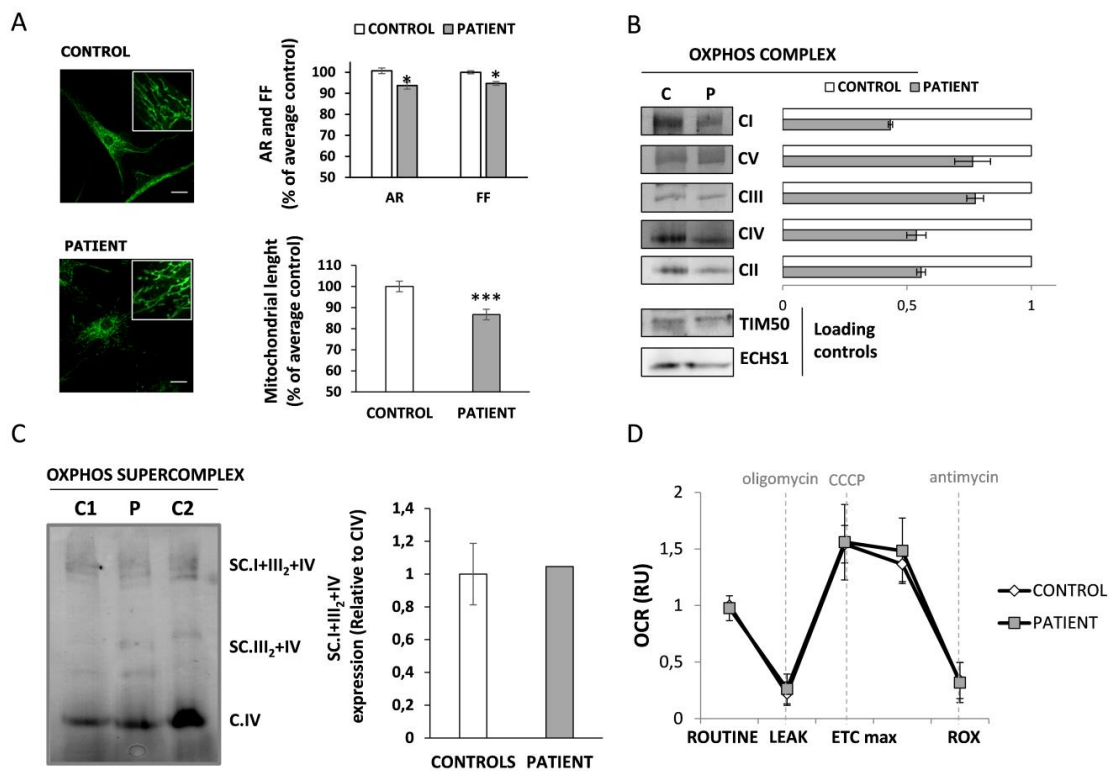 A
CONTROL
PATIENT
CONTROL PATIENT
AR and FF
(% of average control)
100
90
80
70
60
50
AR FF
*
*
Mitochondrial lenght
(% of average control)
110
100
90
80
70
60
50
***
CONTROL PATIENT
B
OXPHOS COMPLEX
C P
CONTROL PATIENT
CI
CV
CIII
CIV
CII
0 0,5 1
TIM50
ECHS1
Loading
controls
C
OXPHOS SUPERCOMPLEX
C1 P C2
SC.I+III₂+IV
SC.III₂+IV
C.IV
SC.I+III₂+IV
expression (Relative to CIV)
1,4
1,2
1
0,8
0,6
0,4
0,2
0
CONTROLS PATIENT
D
oligomycin CCCP antimycin
OCR (RU)
2
1,5
1
0,5
0
ROUTINE LEAK ETC max ROX
CONTROL
PATIENT